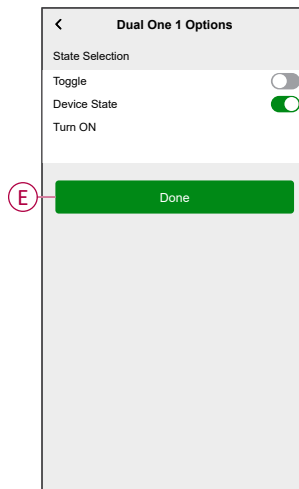 Dual One 1 Options
State Selection
Toggle
Device State
Turn ON
E
Done